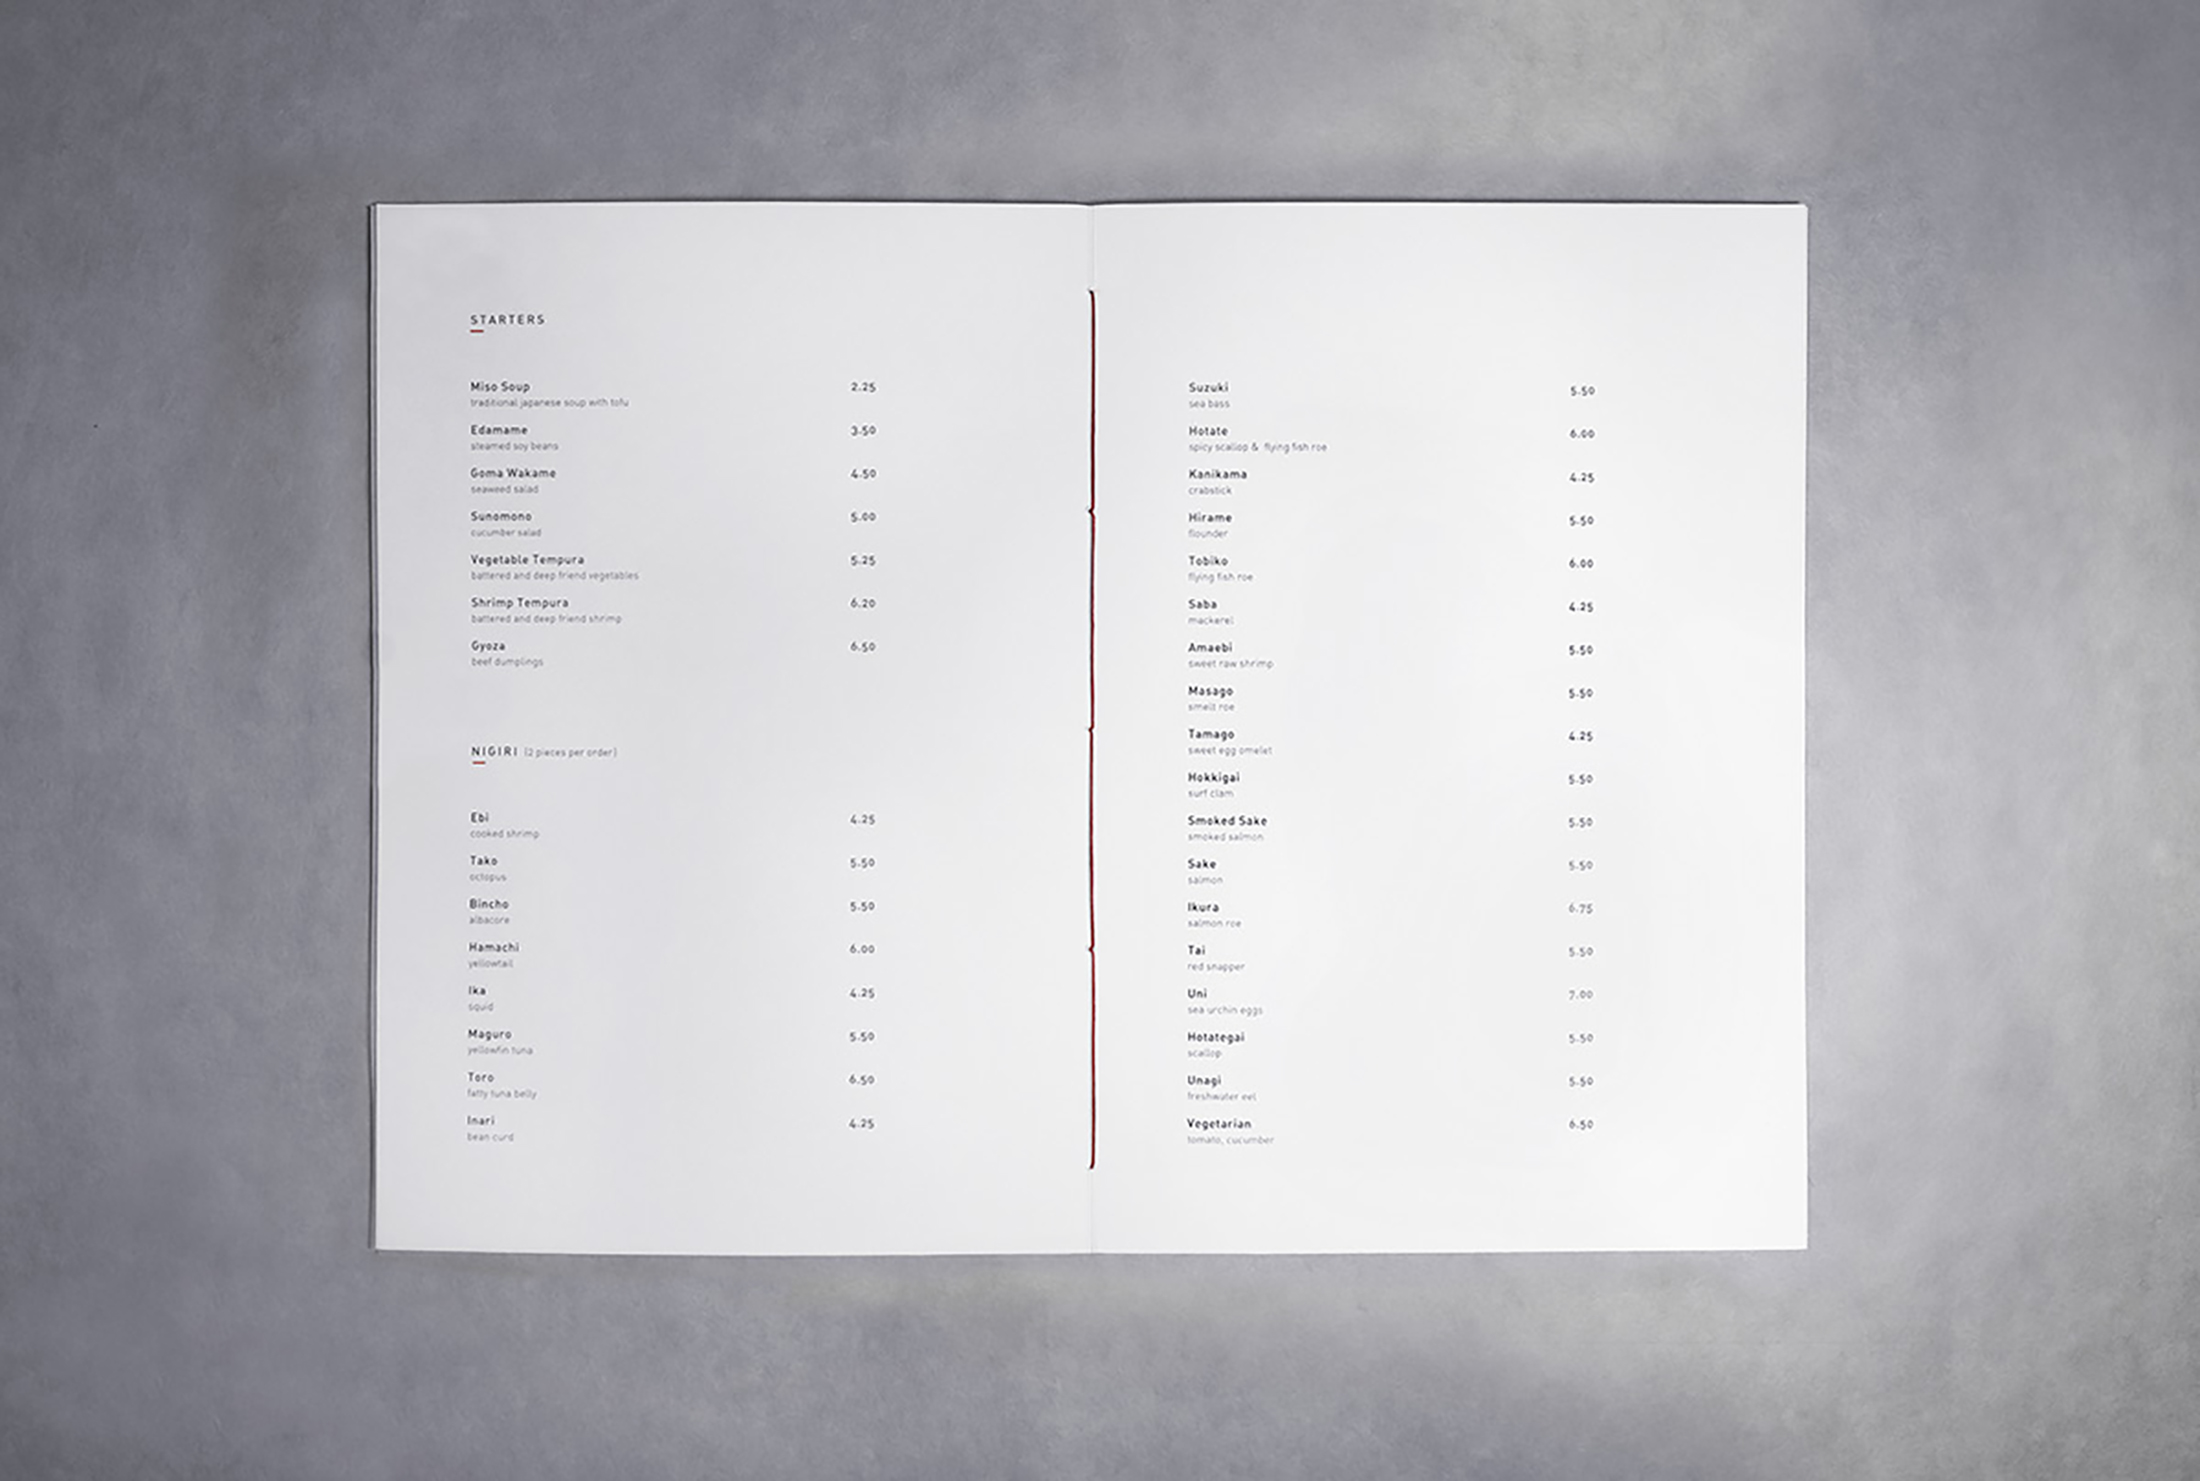 STARTERS
Miso Soup 2.25
traditional japanese soup with tofu
Edamame 3.50
steamed soy beans
Goma Wakame 4.50
seaweed salad
Sunomono 5.00
cucumber salad
Vegetable Tempura 5.25
battered and deep friend vegetables
Shrimp Tempura 6.20
battered and deep friend shrimp
Gyoza 6.50
beef dumplings
NIGIRI (2 pieces per order)
Ebi 4.25
cooked shrimp
Tako 5.50
octopus
Bincho 5.50
albacore
Hamachi 6.00
yellowtail
Ika 4.25
squid
Maguro 5.50
yellowfin tuna
Toro 6.50
fatty tuna belly
Inari 4.25
bean curd
Suzuki 5.50
sea bass
Hotate 6.00
spicy scallop & flying fish roe
Kanikama 4.25
crabstick
Hirame 5.50
flounder
Tobiko 6.00
flying fish roe
Saba 4.25
mackerel
Amaebi 5.50
sweet raw shrimp
Masago 5.50
smelt roe
Tamago 4.25
sweet egg omelet
Hokkigai 5.50
surf clam
Smoked Sake 5.50
smoked salmon
Sake 5.50
salmon
Ikura 6.75
salmon roe
Tai 5.50
red snapper
Uni 7.00
sea urchin eggs
Hotategai 5.50
scallop
Unagi 5.50
freshwater eel
Vegetarian 6.50
tomato, cucumber